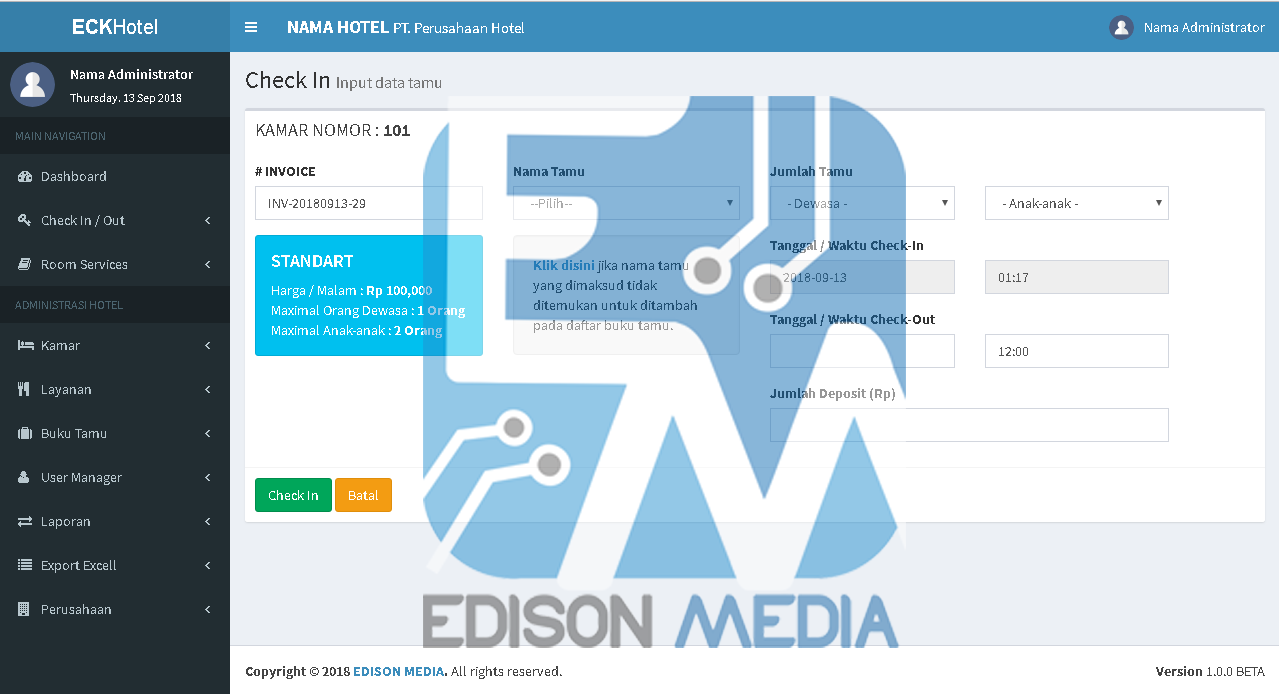 ECKHotel
NAMA HOTEL PT. Perusahaan Hotel
Nama Administrator
Nama Administrator
Thursday, 13 Sep 2018
MAIN NAVIGATION
Dashboard
Check In / Out
Room Services
ADMINISTRASI HOTEL
Kamar
Layanan
Buku Tamu
User Manager
Laporan
Export Excell
Perusahaan
Check In Input data tamu
KAMAR NOMOR : 101
# INVOICE
INV-20180913-29
STANDART
Harga / Malam : Rp 100,000
Maximal Orang Dewasa : 1 Orang
Maximal Anak-anak : 2 Orang
Nama Tamu
--Pilih--
Klik disini jika nama tamu
yang dimaksud tidak
ditemukan untuk ditambah
pada daftar buku tamu.
Jumlah Tamu
- Dewasa -
- Anak-anak -
Tanggal / Waktu Check-In
2018-09-13
01:17
Tanggal / Waktu Check-Out
12:00
Jumlah Deposit (Rp)
Check In
Batal
EDISON MEDIA
Copyright © 2018 EDISON MEDIA. All rights reserved.
Version 1.0.0 BETA